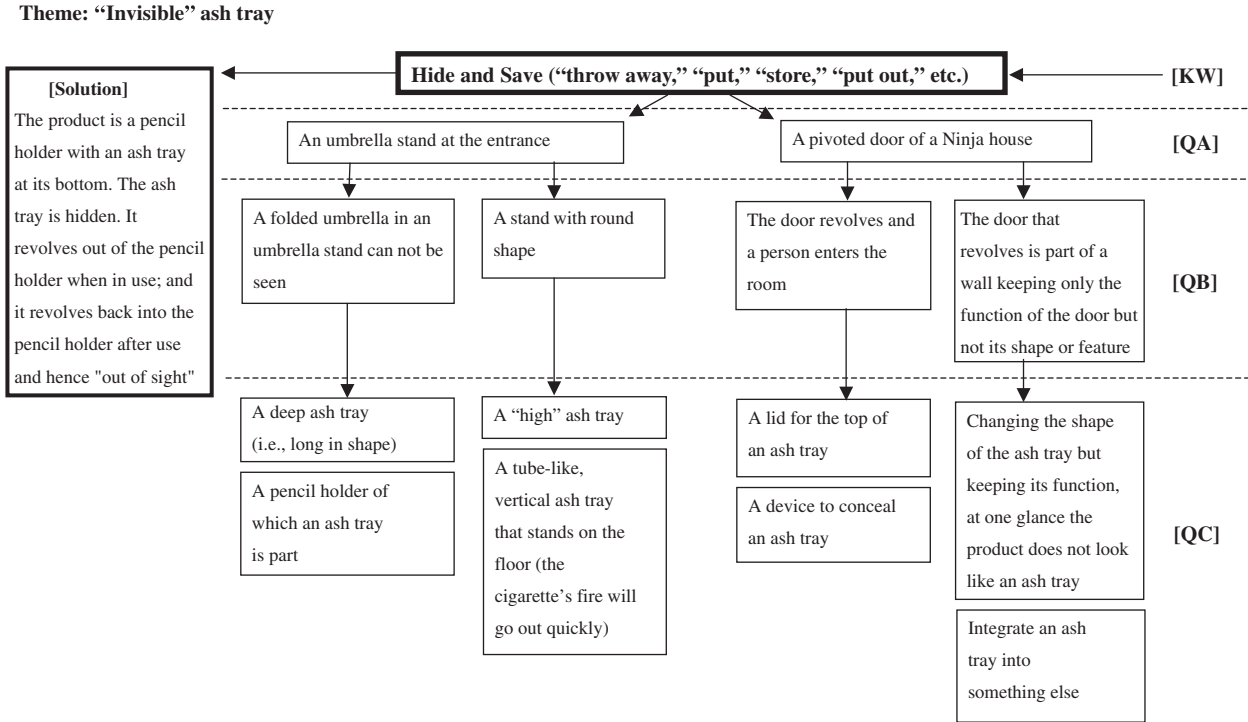 Theme: “Invisible” ash tray
Hide and Save (“throw away,” “put,” “store,” “put out,” etc.)
[KW]
[Solution]
The product is a pencil
holder with an ash tray
at its bottom. The ash
tray is hidden. It
revolves out of the pencil
holder when in use; and
it revolves back into the
pencil holder after use
and hence "out of sight"
An umbrella stand at the entrance
A pivoted door of a Ninja house
[QA]
A folded umbrella in an
umbrella stand can not be
seen
A stand with round
shape
The door revolves and
a person enters the
room
The door that
revolves is part of a
wall keeping only the
function of the door but
not its shape or feature
[QB]
A deep ash tray
(i.e., long in shape)
A pencil holder of
which an ash tray
is part
A “high” ash tray
A tube-like,
vertical ash tray
that stands on the
floor (the
cigarette’s fire will
go out quickly)
A lid for the top of
an ash tray
A device to conceal
an ash tray
Changing the shape
of the ash tray but
keeping its function,
at one glance the
product does not look
like an ash tray
Integrate an ash
tray into
something else
[QC]